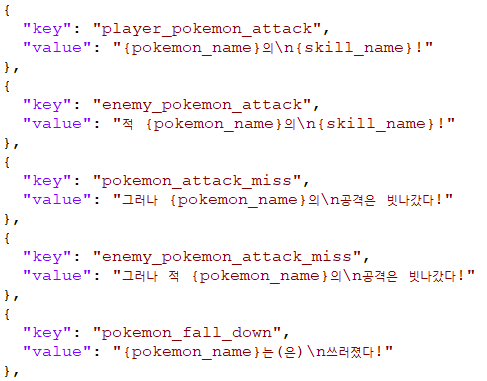 {
"key": "player_pokemon_attack",
"value": "{pokemon_name}의\n{skill_name}!"
},
{
"key": "enemy_pokemon_attack",
"value": "적 {pokemon_name}의\n{skill_name}!"
},
{
"key": "pokemon_attack_miss",
"value": "그러나 {pokemon_name}의\n공격은 빗나갔다!"
},
{
"key": "enemy_pokemon_attack_miss",
"value": "그러나 적 {pokemon_name}의\n공격은 빗나갔다!"
},
{
"key": "pokemon_fall_down",
"value": "{pokemon_name}는(은)\n쓰러졌다!"
},